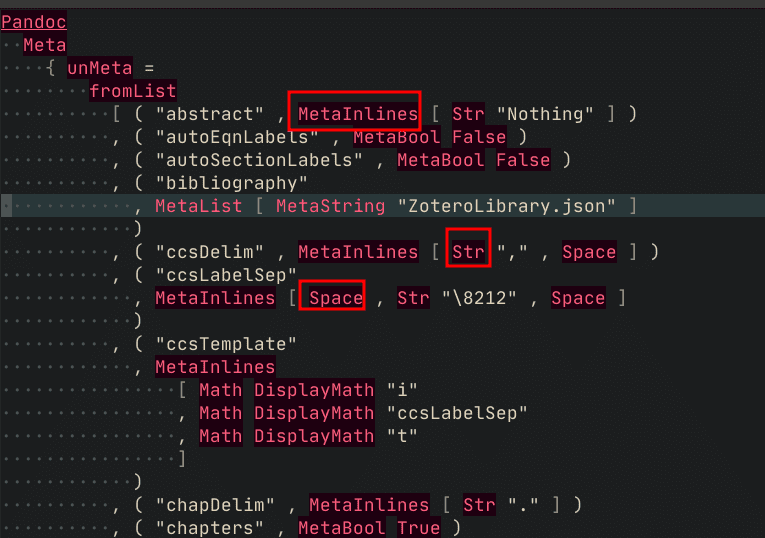 Pandoc
Meta
{ unMeta =
fromList
[ ( "abstract" , MetaInlines [ Str "Nothing" ] )
, ( "autoEqnLabels" , MetaBool False )
, ( "autoSectionLabels" , MetaBool False )
, ( "bibliography"
, MetaList [ MetaString "ZoteroLibrary.json" ]
)
, ( "ccsDelim" , MetaInlines [ Str "," , Space ] )
, ( "ccsLabelSep"
, MetaInlines [ Space , Str "\8212" , Space ]
)
, ( "ccsTemplate"
, MetaInlines
[ Math DisplayMath "i"
, Math DisplayMath "ccsLabelSep"
, Math DisplayMath "t"
]
)
, ( "chapDelim" , MetaInlines [ Str "." ] )
, ( "chapters" , MetaBool True )